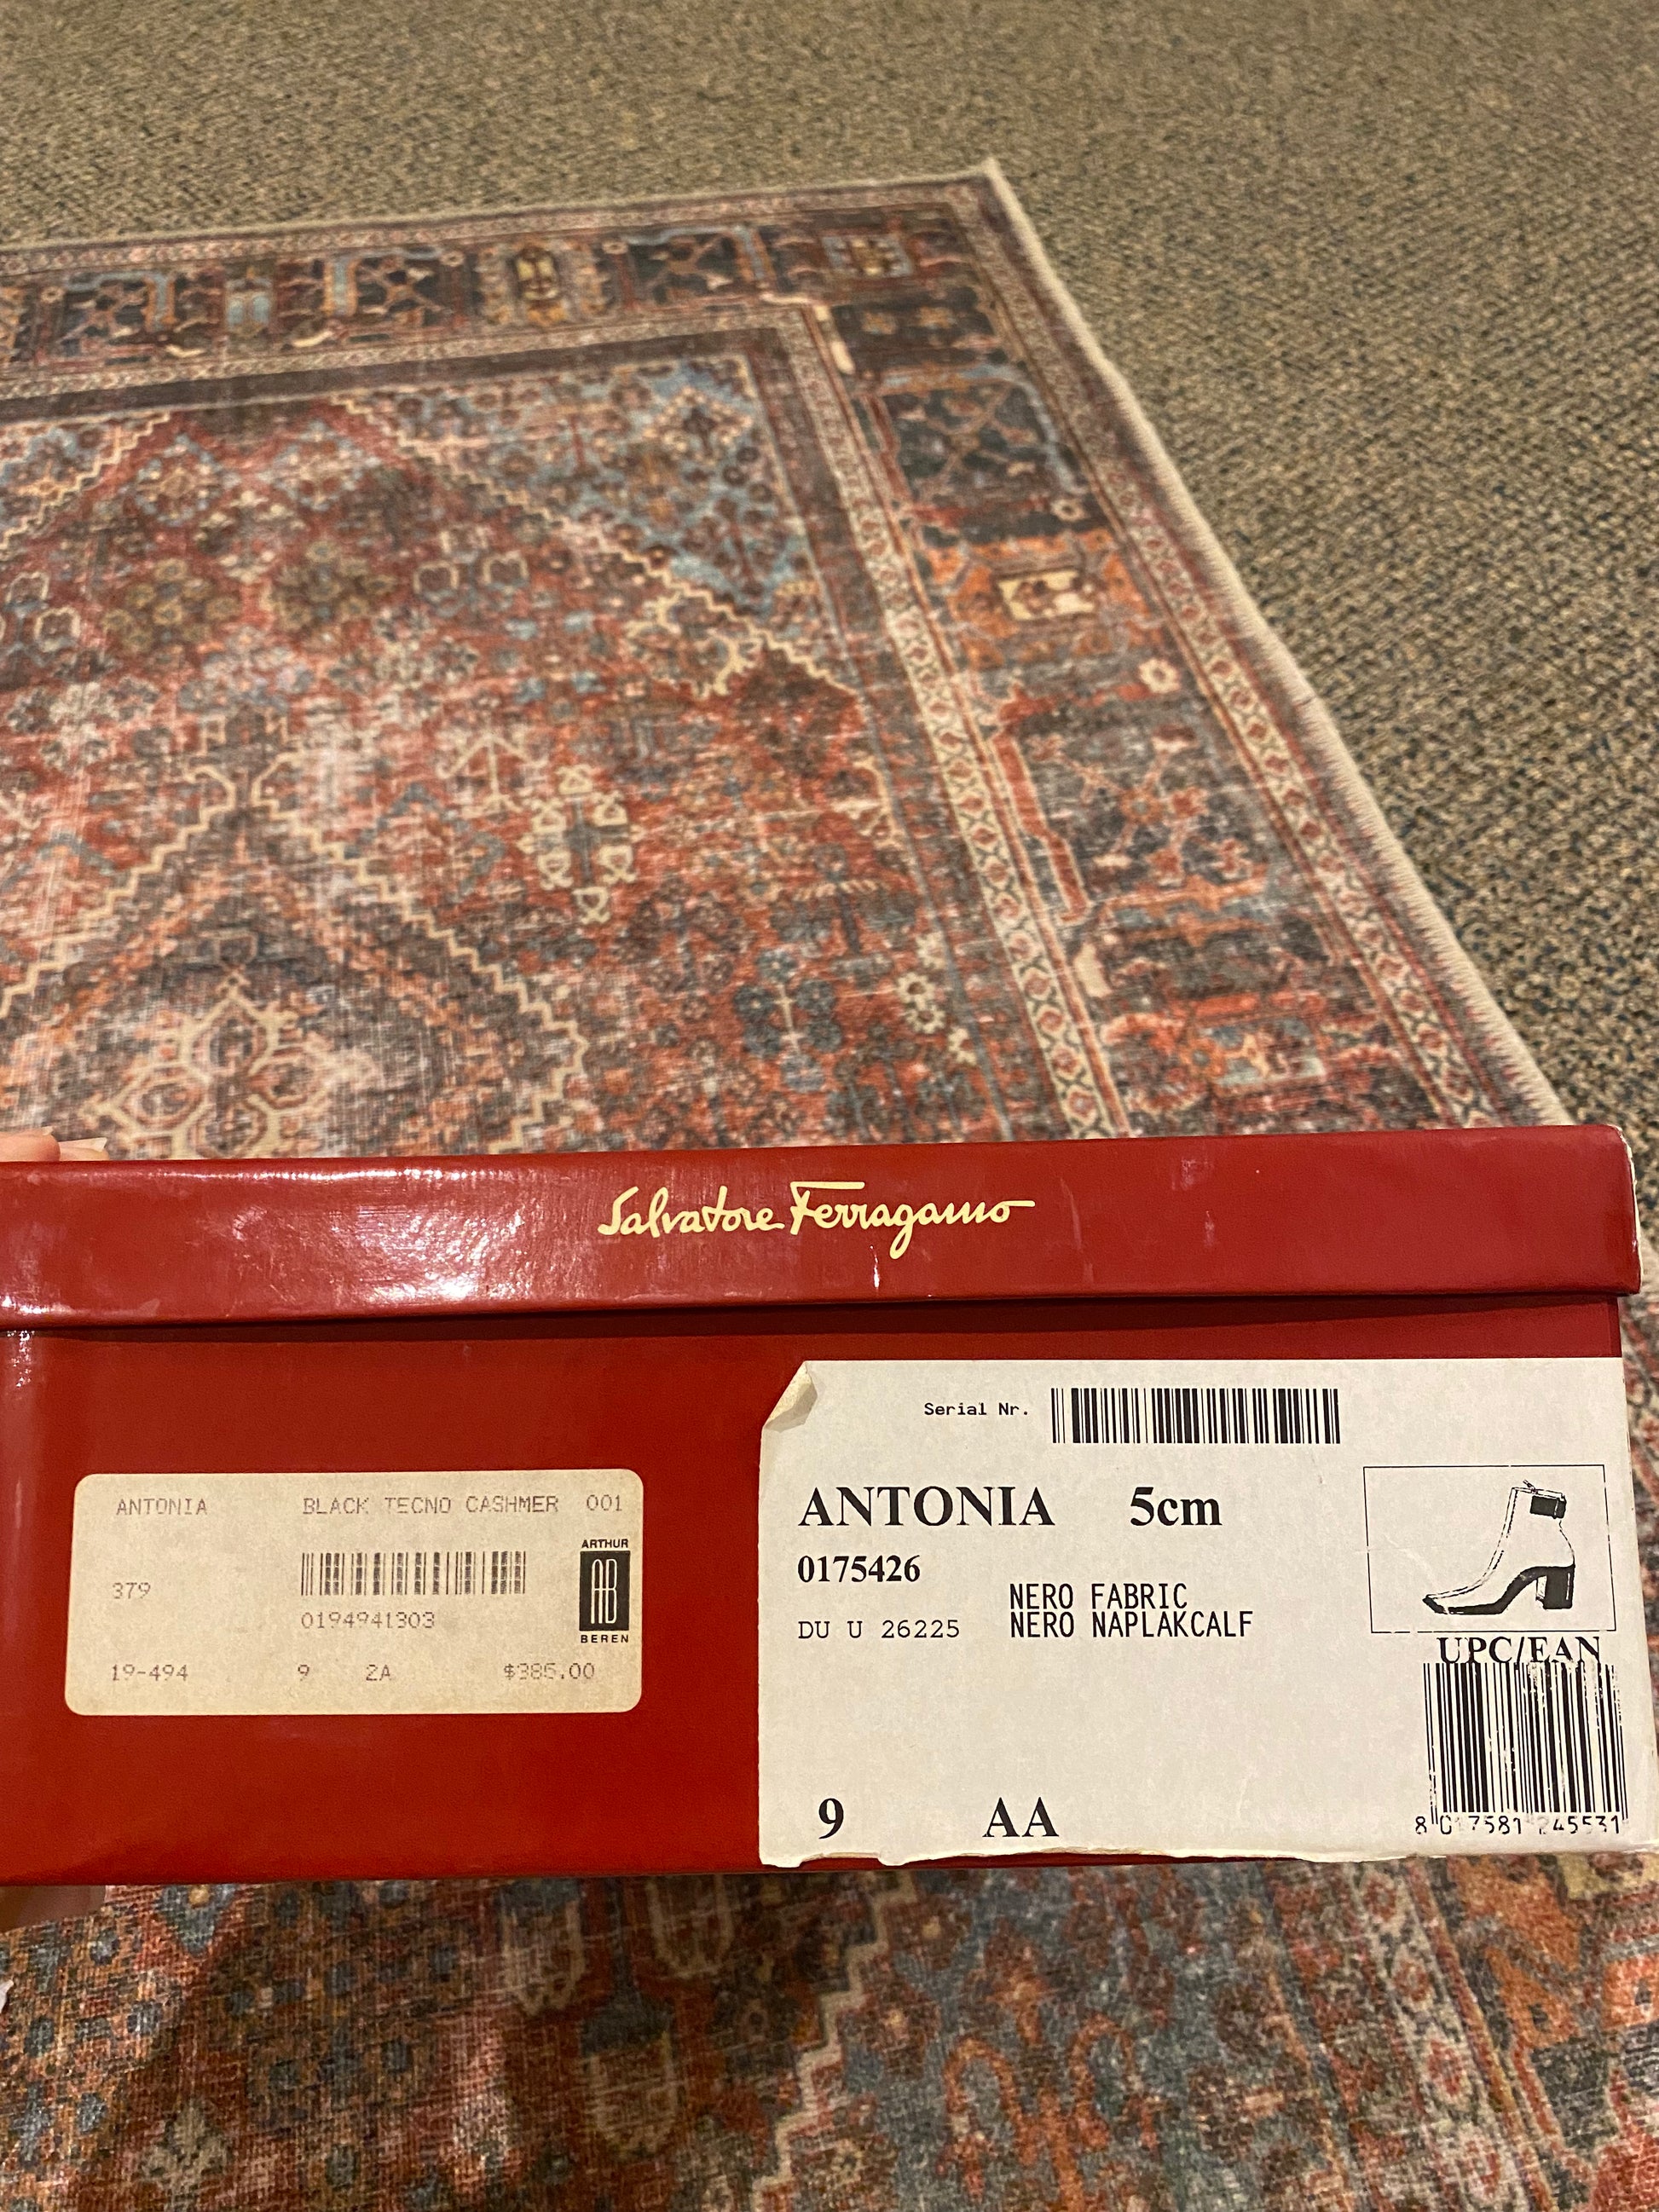 Salvatore Ferragamo
ANTONIA BLACK TECNO CASHMER 001
ARTHUR
AB
379
0194941303
BEREN
19-494 9 2A $385.00
Serial Nr.
ANTONIA 5cm
0175426
NERO FABRIC
DU U 26225 NERO NAPLAKCALF
UPC/EAN
9 AA